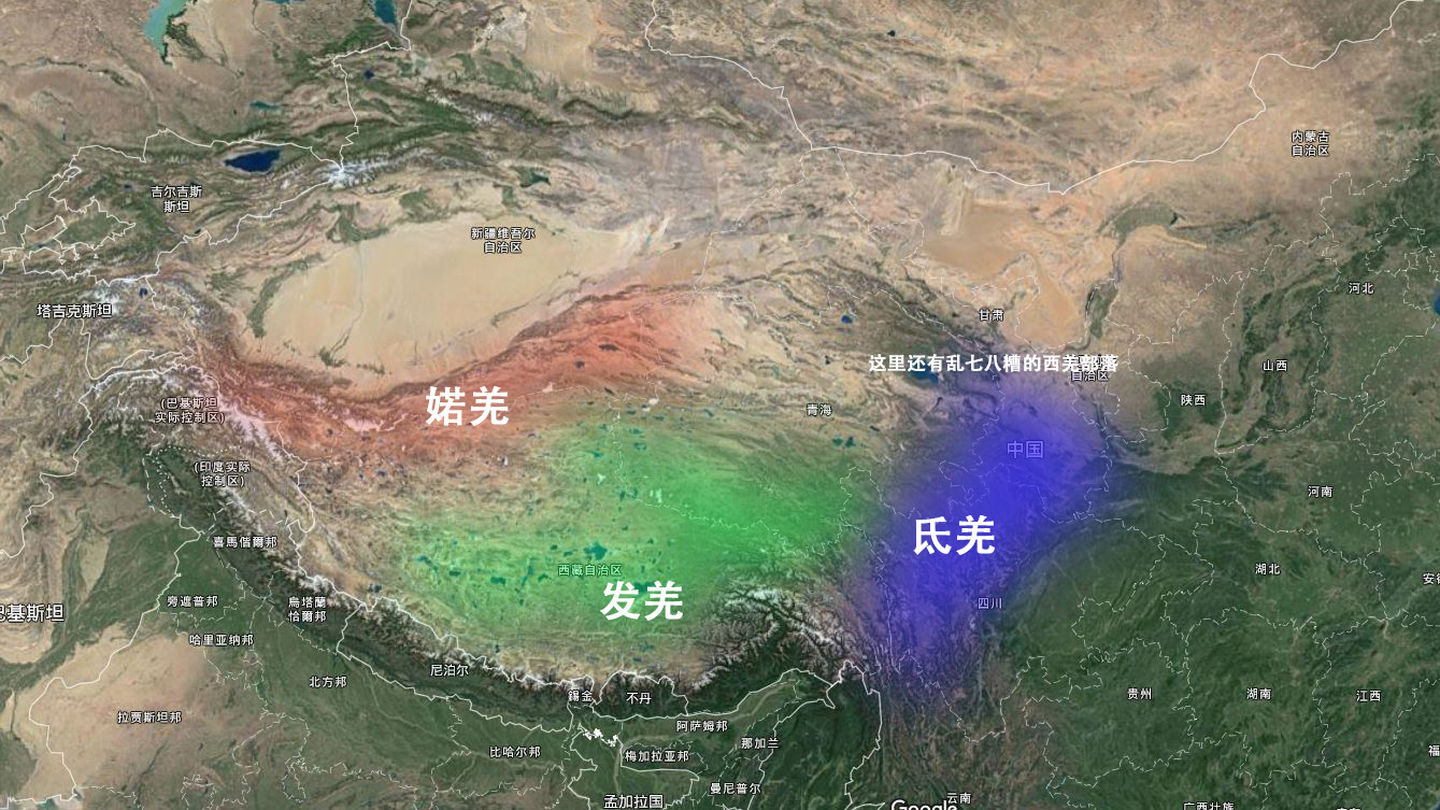 内蒙古
自治区
吉尔吉斯
斯坦
新疆维吾尔
自治区
河北
塔吉克斯坦
甘肃
这里还有乱七八糟的西羌部落
自治区
山西
陕西
(巴基斯坦
实际控制区)
婼羌
青海
中国
(印度实际
控制区)
河南
氐羌
喜馬偕爾邦
西藏自治区
湖北
旁遮普邦
烏塔蘭
恰爾邦
发羌
四川
巴基斯坦
哈里亚纳邦
尼泊尔
北方邦
錫金
不丹
贵州
湖南
江西
拉贾斯坦邦
阿萨姆邦
那加兰
比哈尔邦
梅加拉亚邦
曼尼普尔
孟加拉国
Google
云南
广西壮族